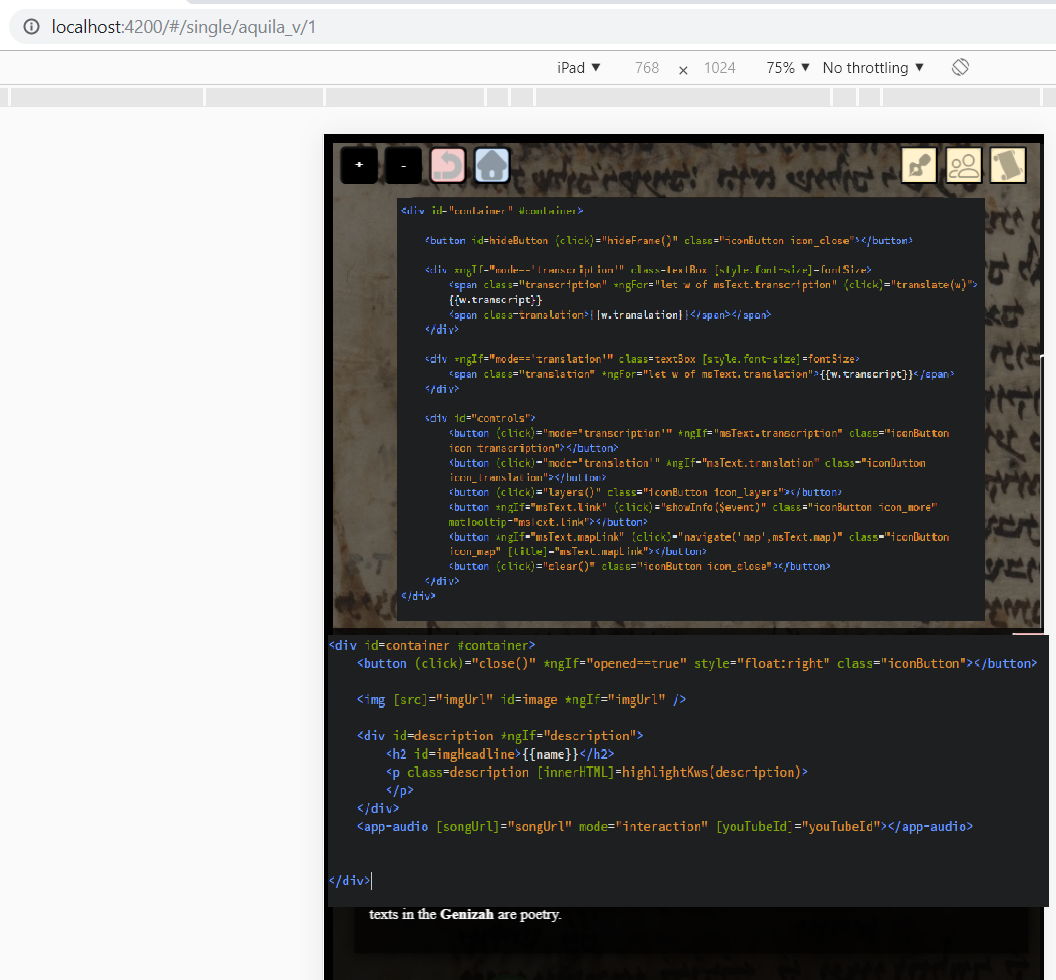 localhost:4200/#/single/aquila_v/1
iPad ▼ 768 × 1024 75% ▼ No throttling ▼
+ -
<div id="container" #container>
<button id=hideButton (click)="hideFrame()" class="iconButton icon_close"></button>
<div *ngIf="mode=='transcription'" class=textBox [style.font-size]=fontSize>
<span class="transcription" *ngFor="let w of msText.transcription" (click)="translate(w)">
{{w.transcript}}
<span class=translation>{{w.translation}}</span></span>
</div>
<div *ngIf="mode=='translation'" class=textBox [style.font-size]=fontSize>
<span class="translation" *ngFor="let w of msText.translation">{{w.transcript}}</span>
</div>
<div id="controls">
<button (click)="mode='transcription'" *ngIf="msText.transcription" class="iconButton
icon_transcription"></button>
<button (click)="mode='translation'" *ngIf="msText.translation" class="iconButton
icon_translation"></button>
<button (click)="layers()" class="iconButton icon_layers"></button>
<button *ngIf="msText.link" (click)="showInfo($event)" class="iconButton icon_more"
matTooltip="msText.link"></button>
<button *ngIf="msText.mapLink" (click)="navigate('map',msText.map)" class="iconButton
icon_map" [title]="msText.mapLink"></button>
<button (click)="clear()" class="iconButton icon_close"></button>
</div>
</div>
<div id=container #container>
<button (click)="close()" *ngIf="opened==true" style="float:right" class="iconButton"></button>
<img [src]="imgUrl" id=image *ngIf="imgUrl" />
<div id=description *ngIf="description">
<h2 id=imgHeadline>{{name}}</h2>
<p class=description [innerHTML]=highlightKws(description)>
</p>
</div>
<app-audio [songUrl]="songUrl" mode="interaction" [youTubeId]="youTubeId"></app-audio>
</div>
texts in the Genizah are poetry.